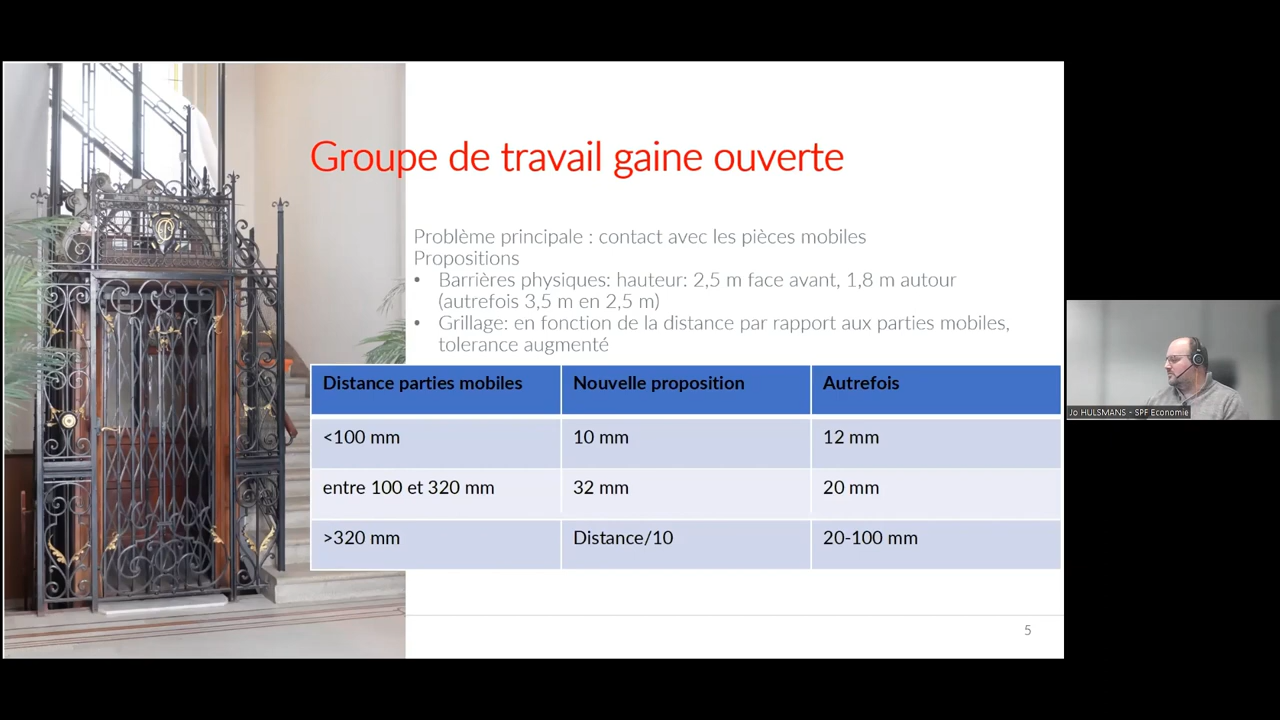 Groupe de travail gaine ouverte
Problème principale : contact avec les pièces mobiles
Propositions
• Barrières physiques: hauteur: 2,5 m face avant, 1,8 m autour
(autrefois 3,5 m en 2,5 m)
• Grillage: en fonction de la distance par rapport aux parties mobiles,
tolerance augmenté
Distance parties mobiles Nouvelle proposition Autrefois
<100 mm 10 mm 12 mm
entre 100 et 320 mm 32 mm 20 mm
>320 mm Distance/10 20-100 mm
5
Jo HULSMANS - SPF Economie